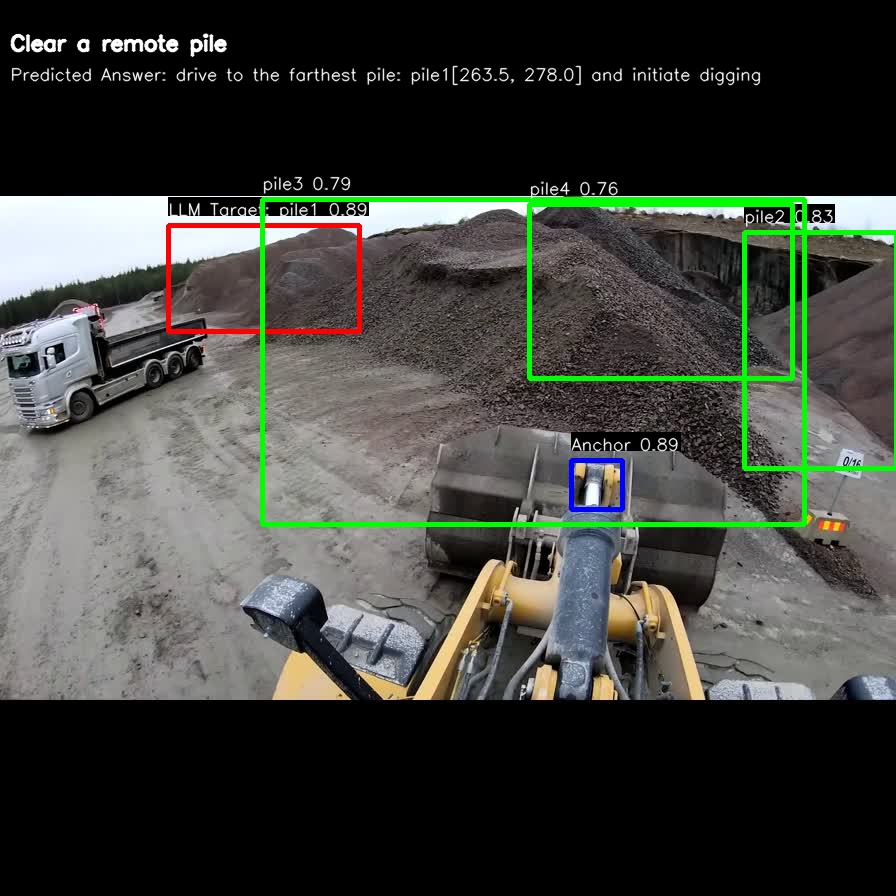 Clear a remote pile
Predicted Answer: drive to the farthest pile: pile1[263.5, 278.0] and initiate digging
pile3 0.79
pile4 0.76
LLM Target: pile1 0.89
pile2 0.83
Anchor 0.89
0/16